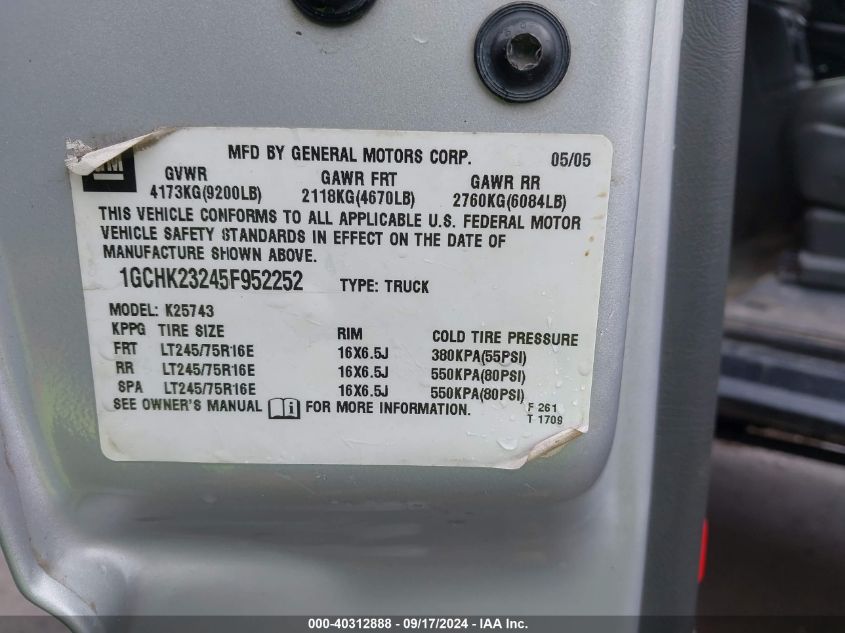 MFD BY GENERAL MOTORS CORP. 05/05
GM
GVWR GAWR FRT GAWR RR
4173KG(9200LB) 2118KG(4670LB) 2760KG(6084LB)
THIS VEHICLE CONFORMS TO ALL APPLICABLE U.S. FEDERAL MOTOR
VEHICLE SAFETY STANDARDS IN EFFECT ON THE DATE OF
MANUFACTURE SHOWN ABOVE.
1GCHK23245F952252 TYPE: TRUCK
MODEL: K25743
KPPG TIRE SIZE RIM COLD TIRE PRESSURE
FRT LT245/75R16E 16X6.5J 380KPA(55PSI)
RR LT245/75R16E 16X6.5J 550KPA(80PSI)
SPA LT245/75R16E 16X6.5J 550KPA(80PSI)
SEE OWNER'S MANUAL FOR MORE INFORMATION.
F 261
T 1709
000-40312888 - 09/17/2024 - IAA Inc.